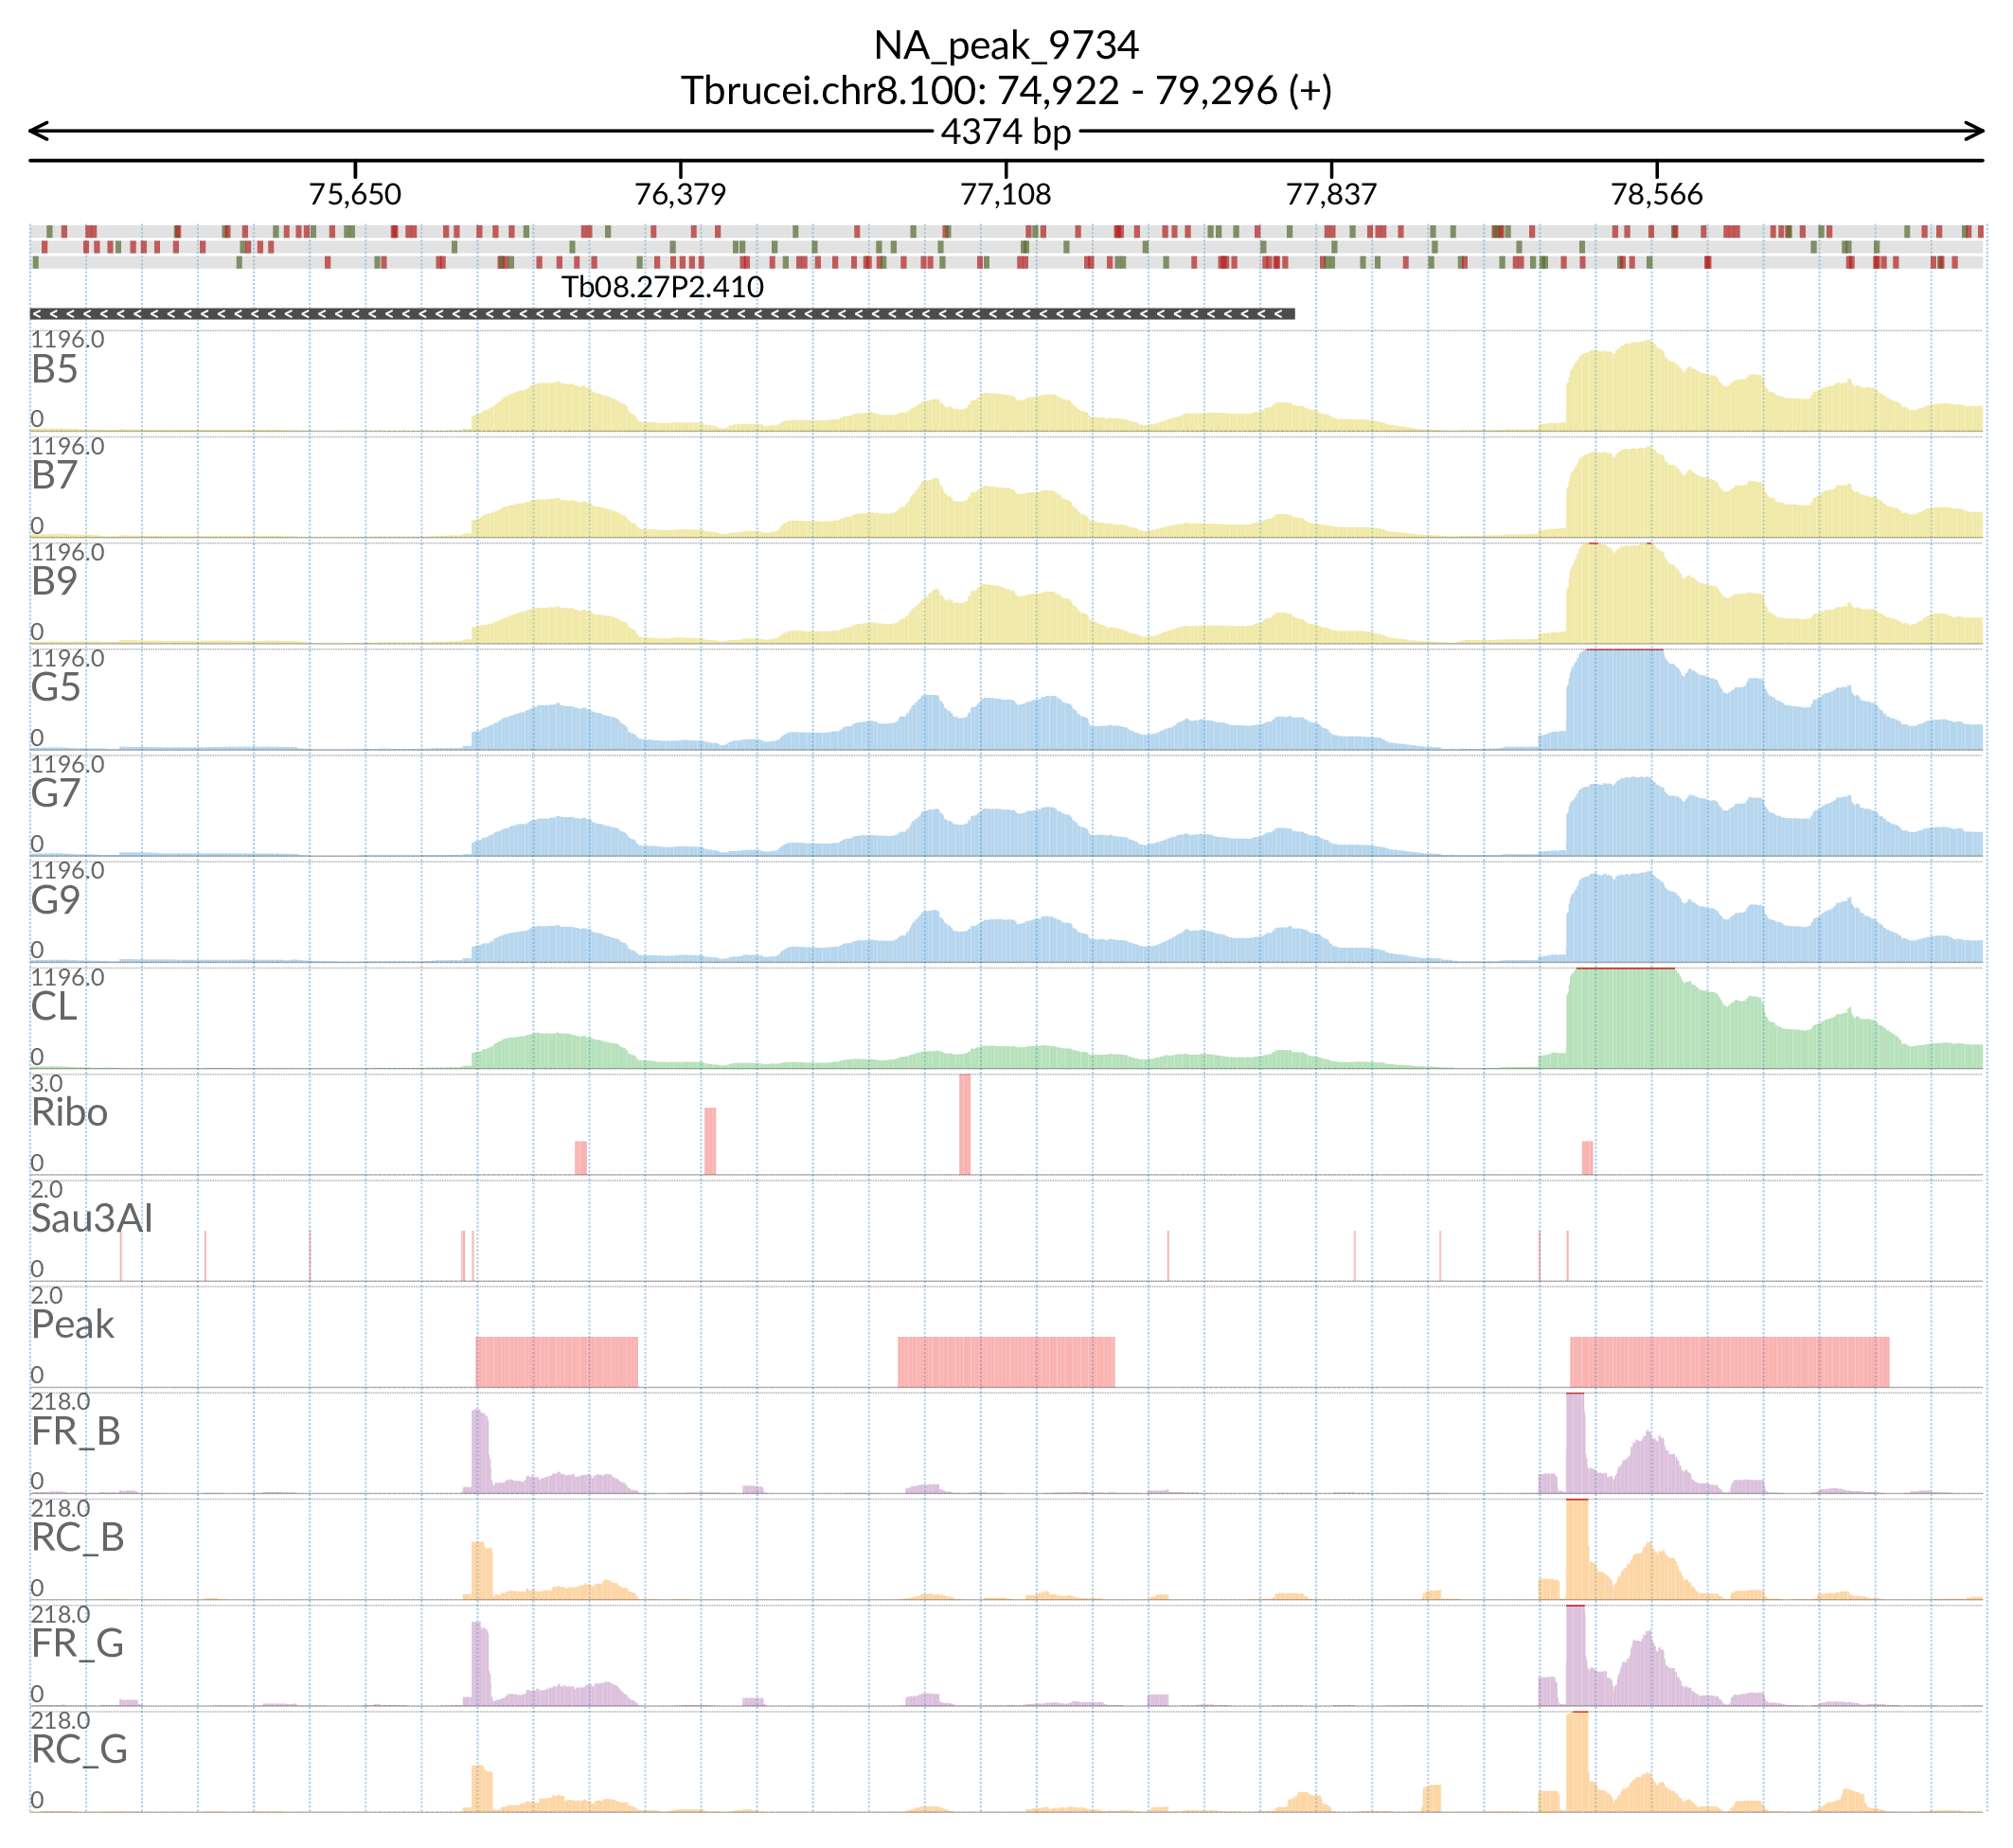 NA_peak_9734
Tbrucei.chr8.100: 74,922 - 79,296 (+)
4374 bp
75,650 76,379 77,108 77,837 78,566
Tb08.27P2.410
1196.0
B5
0
1196.0
B7
0
1196.0
B9
0
1196.0
G5
0
1196.0
G7
0
1196.0
G9
0
1196.0
CL
0
3.0
Ribo
0
2.0
Sau3AI
0
2.0
Peak
0
218.0
FR_B
0
218.0
RC_B
0
218.0
FR_G
0
218.0
RC_G
0